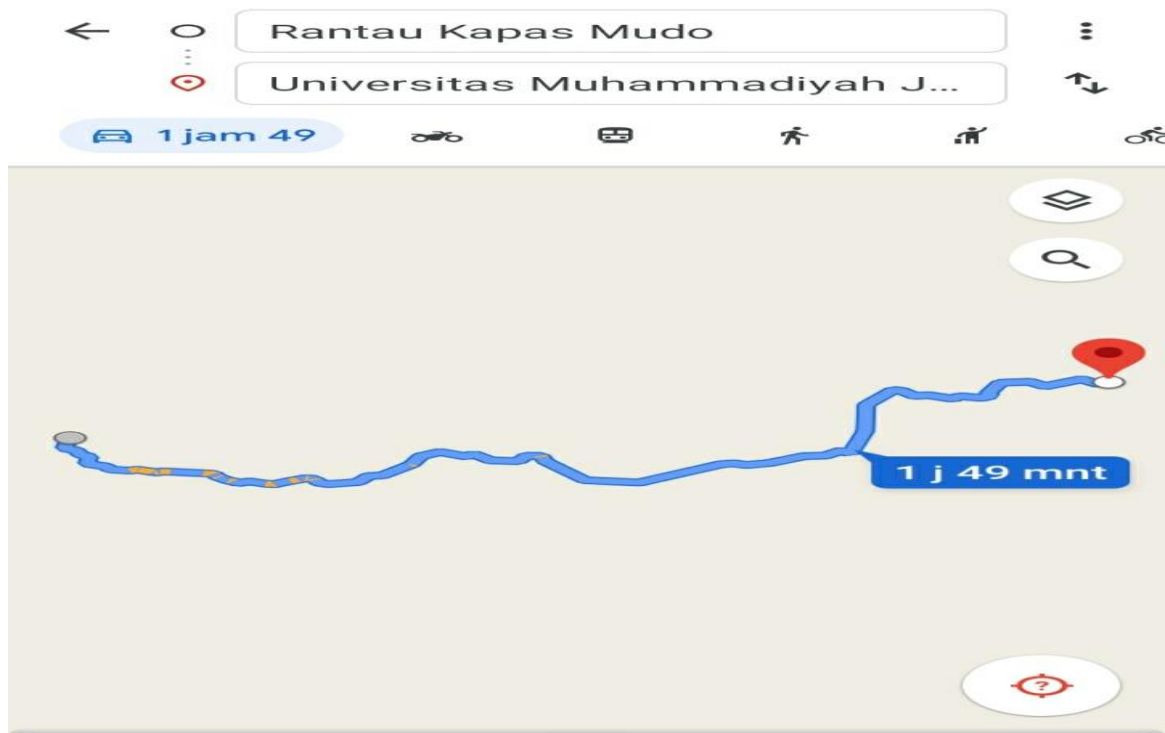 Rantau Kapas Mudo
Universitas Muhammadiyah J...
1 jam 49
1 j 49 mnt
?